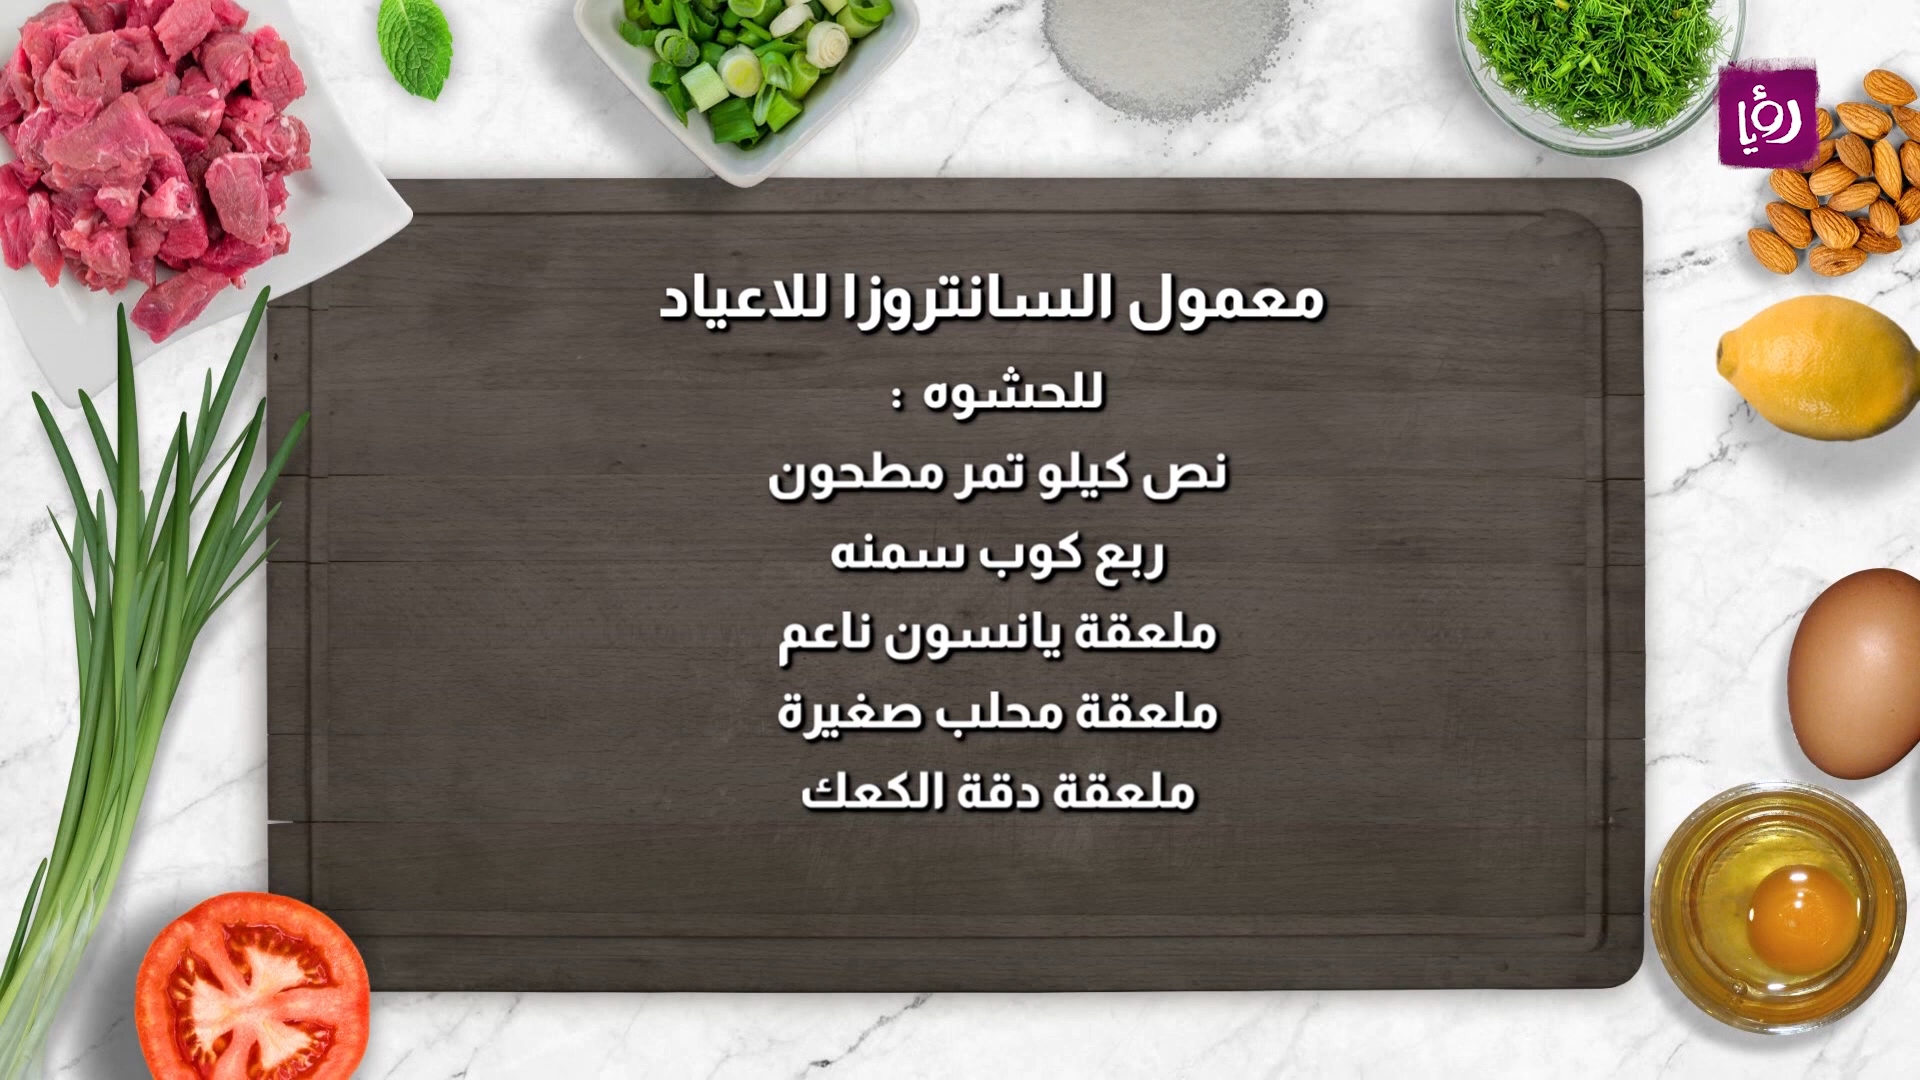 رؤيا
معمول السانتروزا للاعياد
للحشوه :
نص كيلو تمر مطحون
ربع كوب سمنه
ملعقة يانسون ناعم
ملعقة محلب صغيرة
ملعقة دقة الكعك